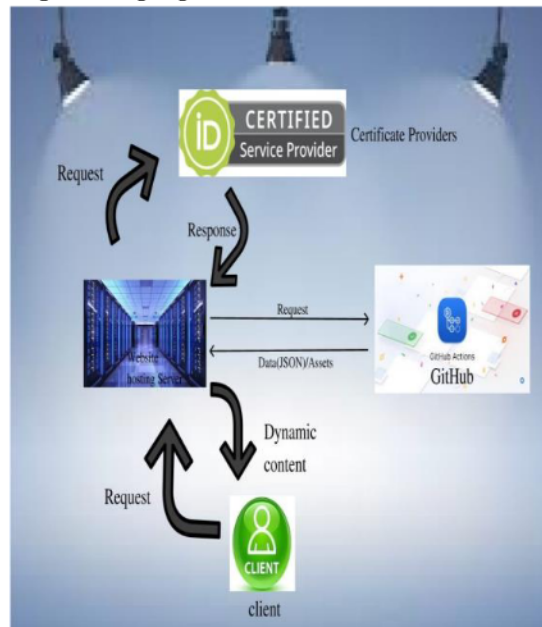 iD
CERTIFIED
Service Provider
Certificate Providers
Request
Response
Request
Data(JSON)/Assets
Website
hosting Server
GitHub Actions
GitHub
Dynamic
content
Request
CLIENT
client